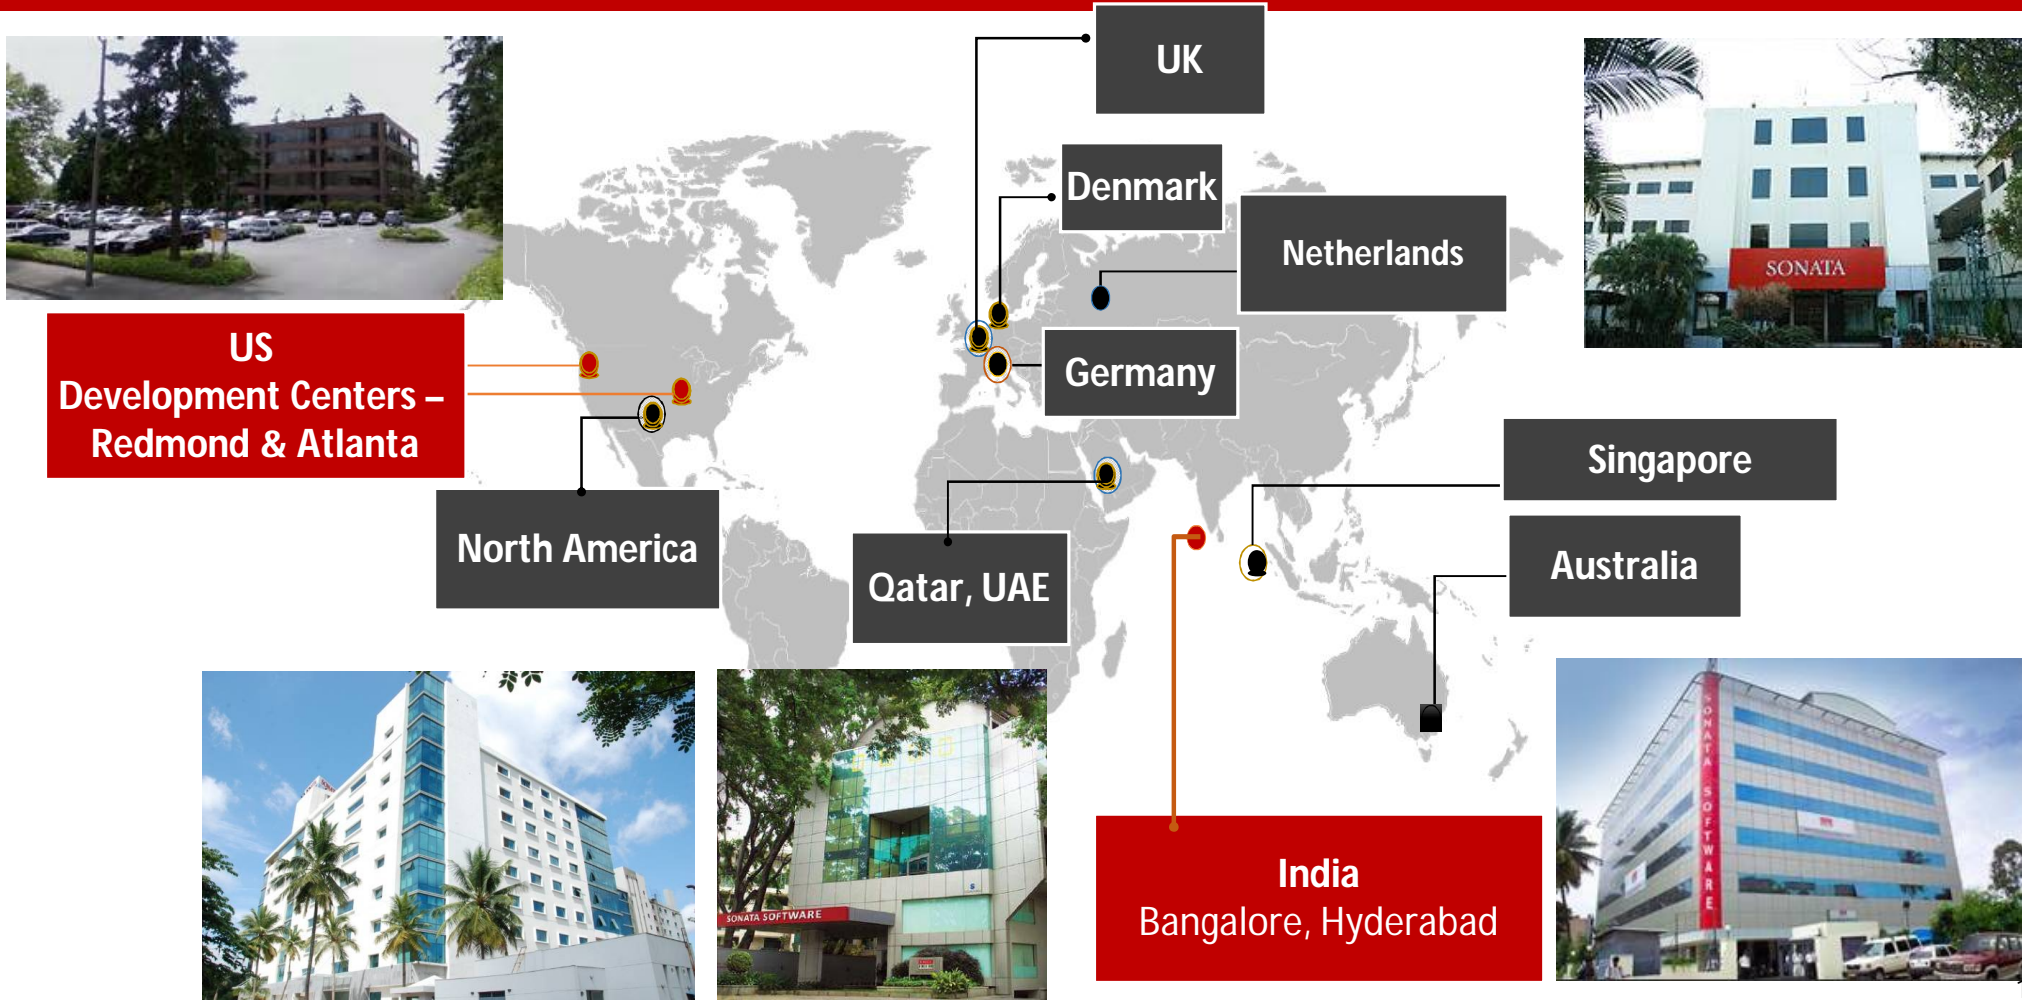 UK
Denmark
Netherlands
SONATA
US
Development Centers –
Redmond & Atlanta
Germany
Singapore
North America
Qatar, UAE
Australia
SONATA SOFTWARE
SONATA SOFTWARE
India
Bangalore, Hyderabad